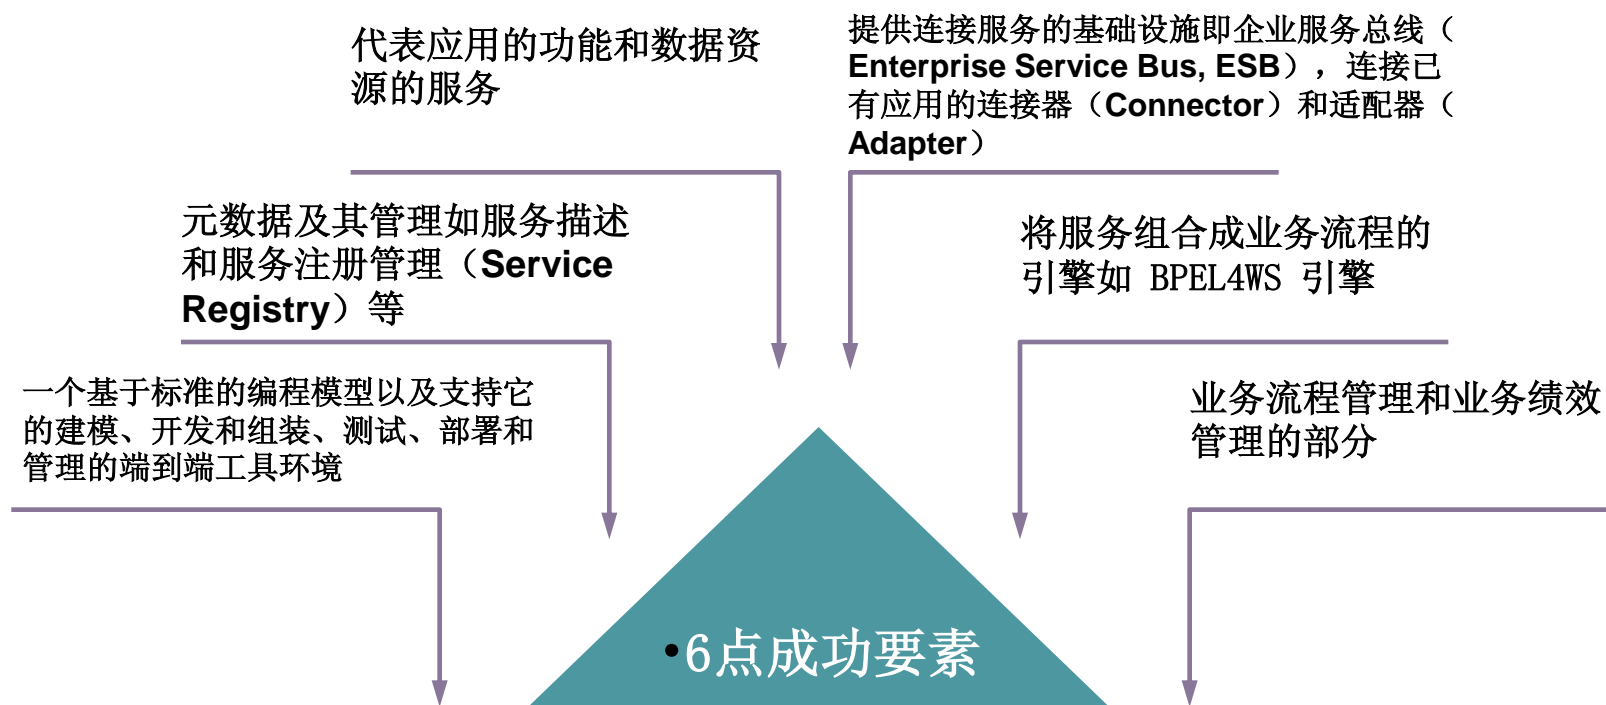 代表应用的功能和数据资
源的服务
提供连接服务的基础设施即企业服务总线（
Enterprise Service Bus, ESB），连接已
有应用的连接器（Connector）和适配器（
Adapter）
元数据及其管理如服务描述
和服务注册管理（Service
Registry）等
将服务组合成业务流程的
引擎如 BPEL4WS 引擎
一个基于标准的编程模型以及支持它
的建模、开发和组装、测试、部署和
管理的端到端工具环境
业务流程管理和业务绩效
管理的部分
•6点成功要素